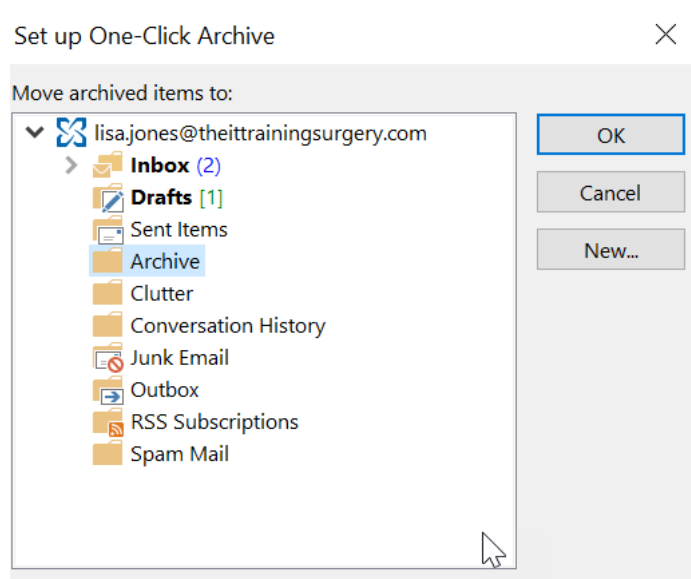 Set up One-Click Archive
Move archived items to:
lisa.jones@theittrainingsurgery.com
Inbox (2)
Drafts [1]
Sent Items
Archive
Clutter
Conversation History
Junk Email
Outbox
RSS Subscriptions
Spam Mail
OK
Cancel
New...